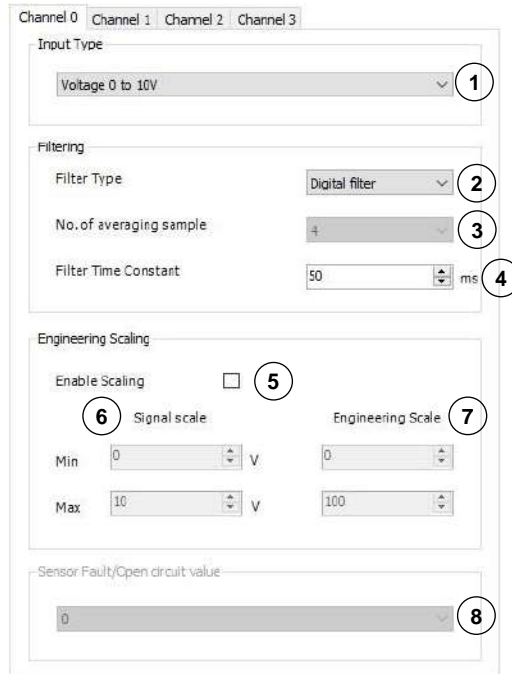 Channel 0 Channel 1 Channel 2 Channel 3
Input Type
Voltage 0 to 10V 1
Filtering
Filter Type Digital filter 2
No.of averaging sample 4 3
Filter Time Constant 50 ms 4
Engineering Scaling
Enable Scaling 5
6 Signal scale Engineering Scale 7
Min 0 V 0
Max 10 V 100
Sensor Fault/Open circuit value
0 8